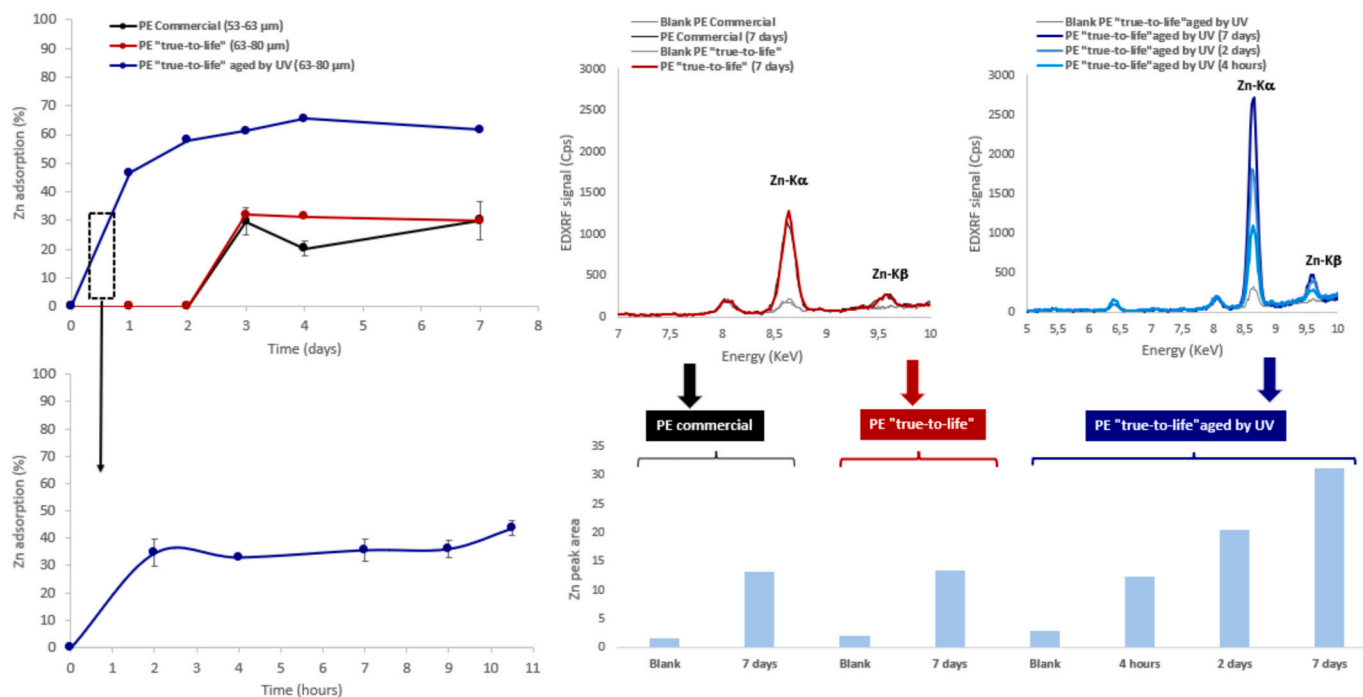 PE Commercial (53-63 µm)
PE "true-to-life" (63-80 µm)
PE "true-to-life" aged by UV (63-80 µm)
Zn adsorption (%)
100
90
80
70
60
50
40
30
20
10
0
0 1 2 3 4 5 6 7 8
Time (days)
Blank PE Commercial
PE Commercial (7 days)
Blank PE "true-to-life"
PE "true-to-life" (7 days)
EDXRF signal (Cps)
3000
2500
2000
1500
1000
500
0
Zn-Kα
Zn-Kβ
7 7,5 8 8,5 9 9,5 10
Energy (KeV)
Blank PE "true-to-life"aged by UV
PE "true-to-life"aged by UV (7 days)
PE "true-to-life"aged by UV (2 days)
PE "true-to-life"aged by UV (4 hours)
EDXRF signal (Cps)
3000
2500
2000
1500
1000
500
0
Zn-Kα
Zn-Kβ
5 5,5 6 6,5 7 7,5 8 8,5 9 9,5 10
Energy (KeV)
Zn adsorption (%)
100
90
80
70
60
50
40
30
20
10
0
0 1 2 3 4 5 6 7 8 9 10 11
Time (hours)
PE commercial
PE "true-to-life"
PE "true-to-life"aged by UV
Zn peak area
35
30
25
20
15
10
5
0
Blank 7 days Blank 7 days Blank 4 hours 2 days 7 days